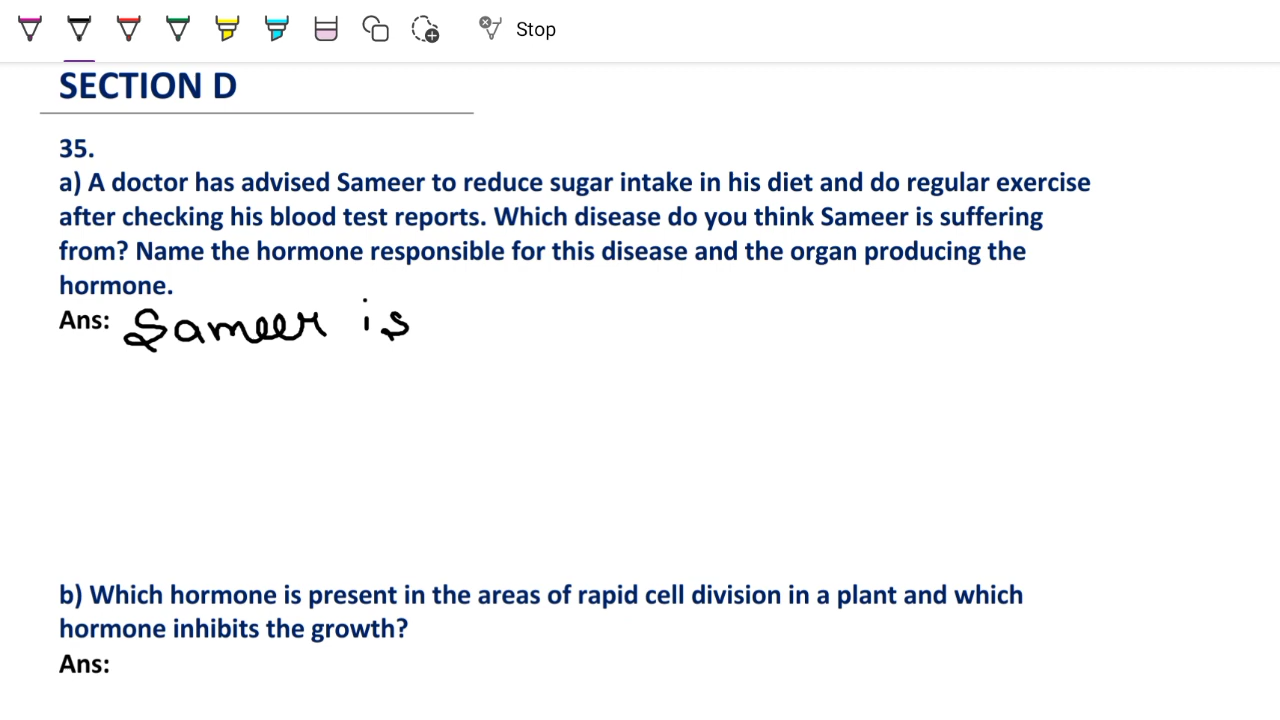 Stop
SECTION D
35.
a) A doctor has advised Sameer to reduce sugar intake in his diet and do regular exercise
after checking his blood test reports. Which disease do you think Sameer is suffering
from? Name the hormone responsible for this disease and the organ producing the
hormone.
Ans: Sameer is
b) Which hormone is present in the areas of rapid cell division in a plant and which
hormone inhibits the growth?
Ans: